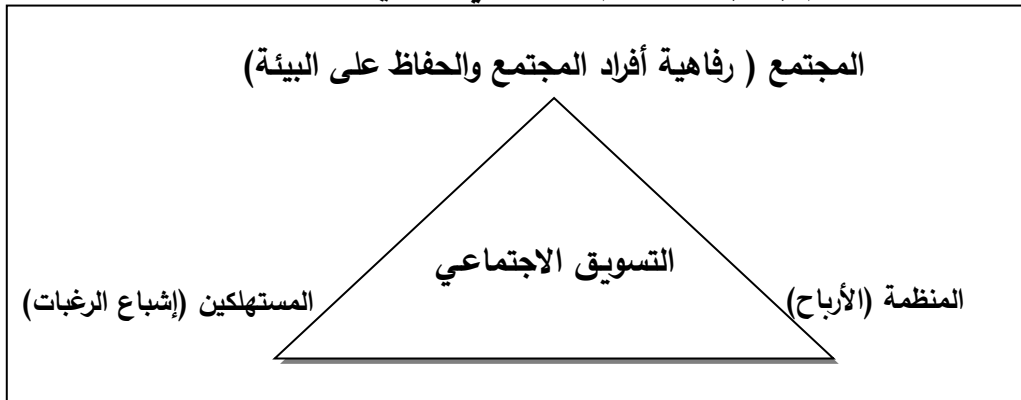 المجتمع ( رفاهية أفراد المجتمع والحفاظ على البيئة)
التسويق الاجتماعي
المنظمة (الأرباح)
المستهلكين (إشباع الرغبات)